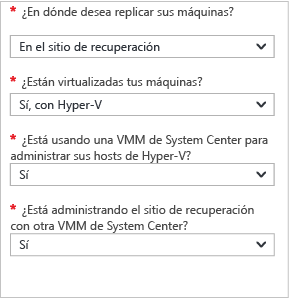 * ¿En dónde desea replicar sus máquinas?
En el sitio de recuperación
* ¿Están virtualizadas tus máquinas?
Sí, con Hyper-V
* ¿Está usando una VMM de System Center para
administrar sus hosts de Hyper-V?
Sí
* ¿Está administrando el sitio de recuperación
con otra VMM de System Center?
Sí